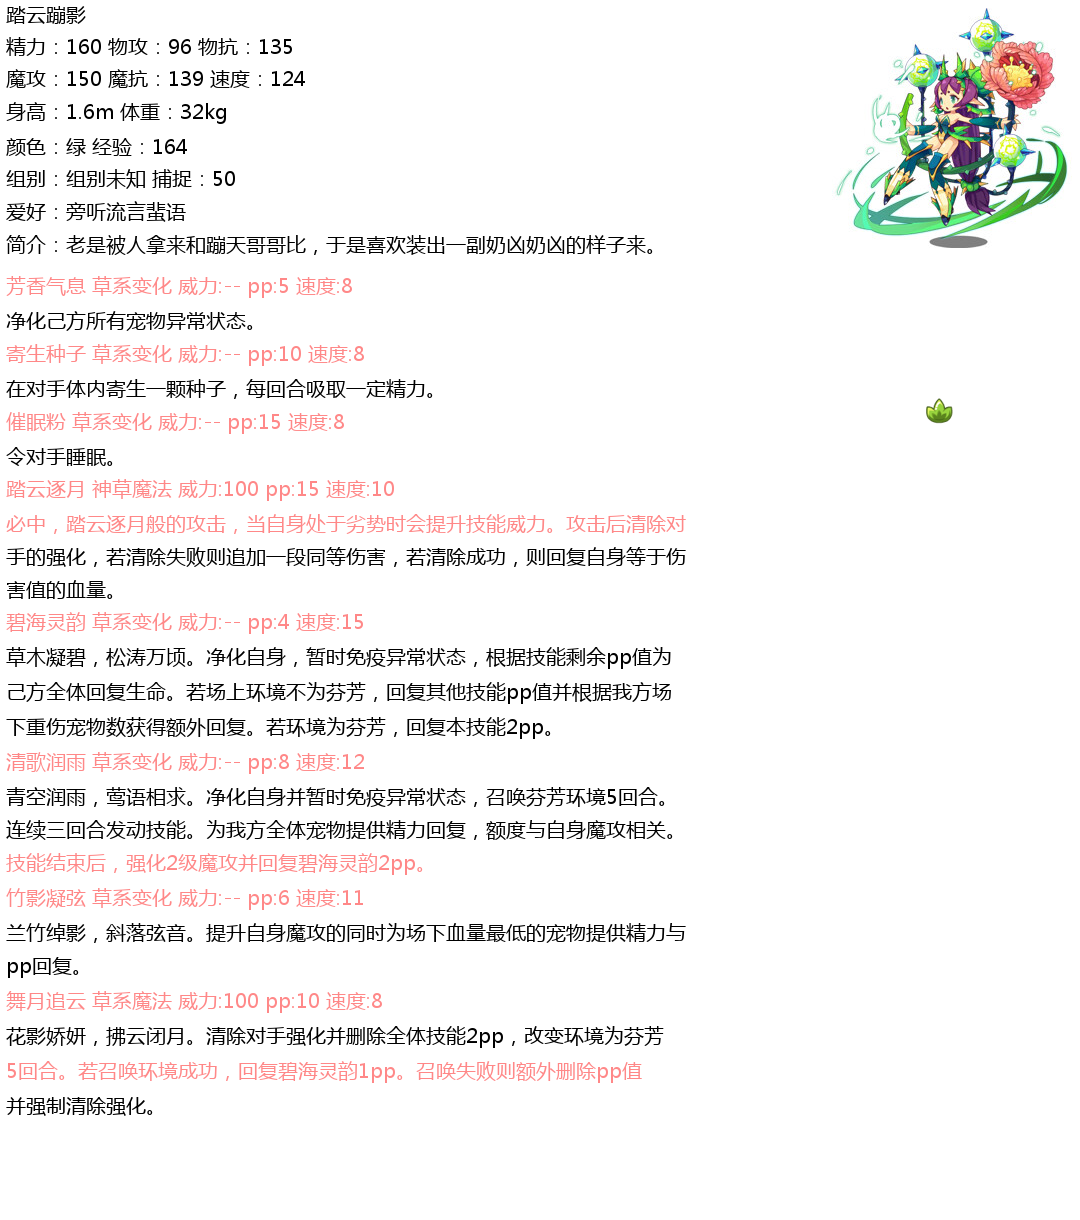 踏云蹦影
精力：160 物攻：96 物抗：135
魔攻：150 魔抗：139 速度：124
身高：1.6m 体重：32kg
颜色：绿 经验：164
组别：组别未知 捕捉：50
爱好：旁听流言蜚语
简介：老是被人拿来和蹦天哥哥比，于是喜欢装出一副奶凶奶凶的样子来。
芳香气息 草系变化 威力:-- pp:5 速度:8
净化己方所有宠物异常状态。
寄生种子 草系变化 威力:-- pp:10 速度:8
在对手体内寄生一颗种子，每回合吸取一定精力。
催眠粉 草系变化 威力:-- pp:15 速度:8
令对手睡眠。
踏云逐月 神草魔法 威力:100 pp:15 速度:10
必中，踏云逐月般的攻击，当自身处于劣势时会提升技能威力。攻击后清除对
手的强化，若清除失败则追加一段同等伤害，若清除成功，则回复自身等于伤
害值的血量。
碧海灵韵 草系变化 威力:-- pp:4 速度:15
草木凝碧，松涛万顷。净化自身，暂时免疫异常状态，根据技能剩余pp值为
己方全体回复生命。若场上环境不为芬芳，回复其他技能pp值并根据我方场
下重伤宠物数获得额外回复。若环境为芬芳，回复本技能2pp。
清歌润雨 草系变化 威力:-- pp:8 速度:12
青空润雨，莺语相求。净化自身并暂时免疫异常状态，召唤芬芳环境5回合。
连续三回合发动技能。为我方全体宠物提供精力回复，额度与自身魔攻相关。
技能结束后，强化2级魔攻并回复碧海灵韵2pp。
竹影凝弦 草系变化 威力:-- pp:6 速度:11
兰竹绰影，斜落弦音。提升自身魔攻的同时为场下血量最低的宠物提供精力与
pp回复。
舞月追云 草系魔法 威力:100 pp:10 速度:8
花影娇妍，拂云闭月。清除对手强化并删除全体技能2pp，改变环境为芬芳
5回合。若召唤环境成功，回复碧海灵韵1pp。召唤失败则额外删除pp值
并强制清除强化。